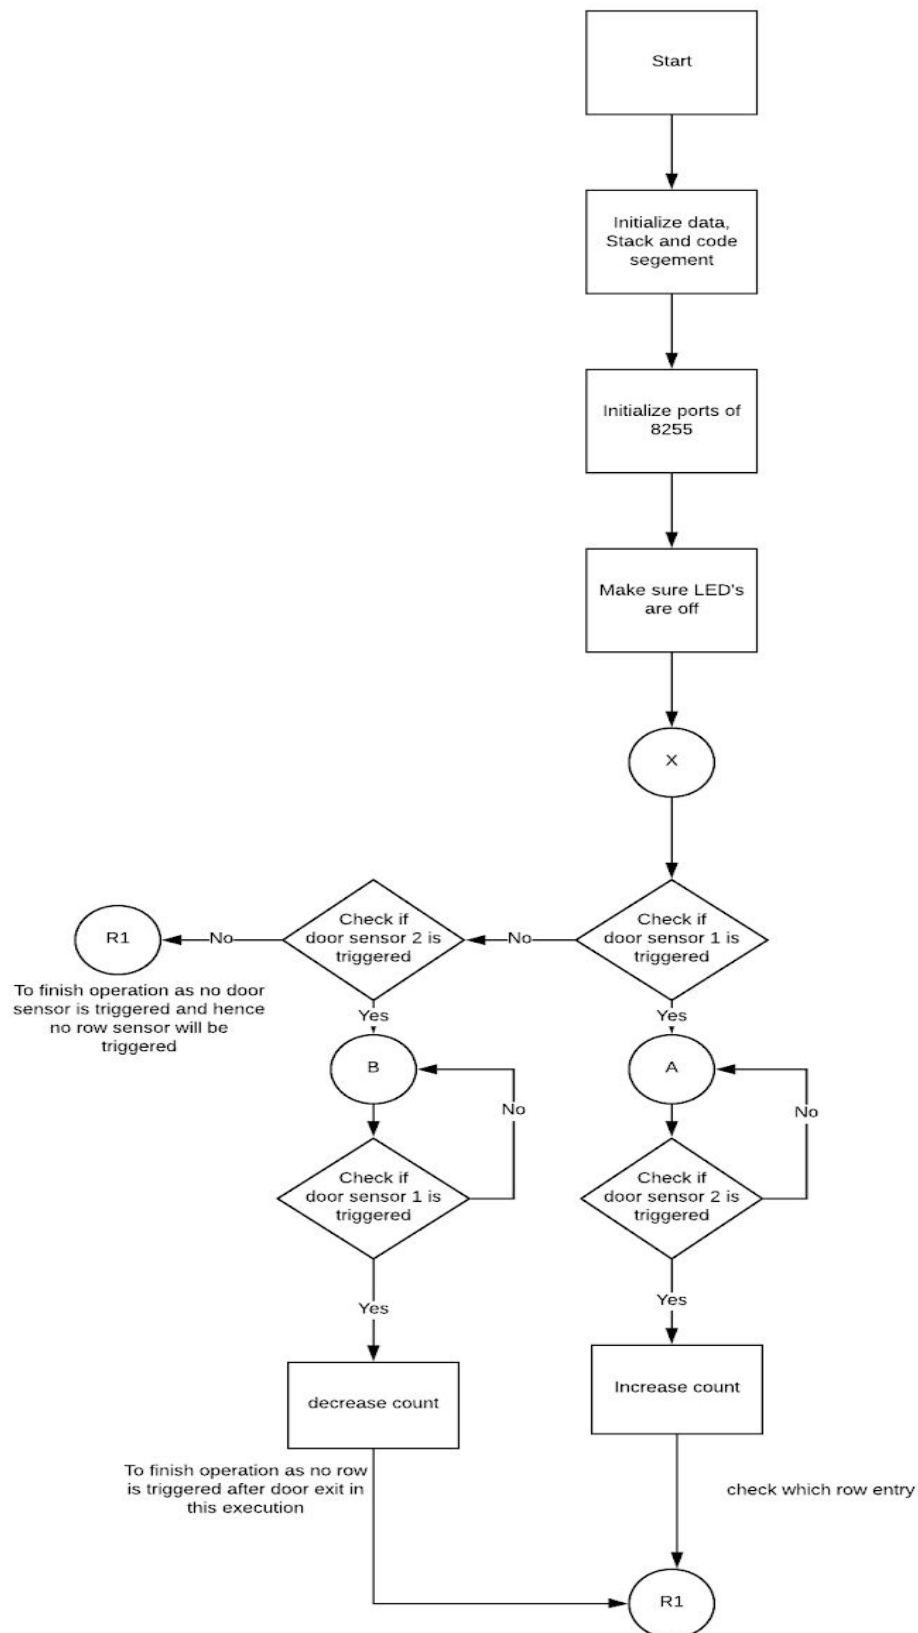 Start
Initialize data,
Stack and code
segement
Initialize ports of
8255
Make sure LED's
are off
X
Check if
door sensor 1 is
triggered
No
Check if
door sensor 2 is
triggered
No
R1
To finish operation as no door
sensor is triggered and hence
no row sensor will be
triggered
Yes
Yes
B
A
No
No
Check if
door sensor 1 is
triggered
Check if
door sensor 2 is
triggered
Yes
Yes
decrease count
Increase count
To finish operation as no row
is triggered after door exit in
this execution
check which row entry
R1